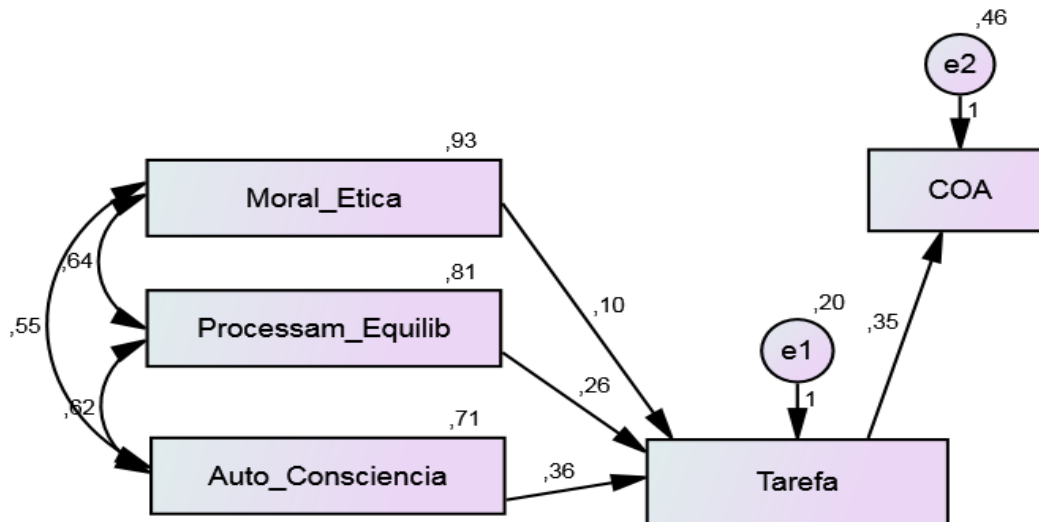 ,46
e2
1
,93
Moral_Etica
COA
,64
,81
,10
,20
,35
,55
Processam_Equilib
e1
,26
1
,62
,71
Auto_Consciencia
,36
Tarefa